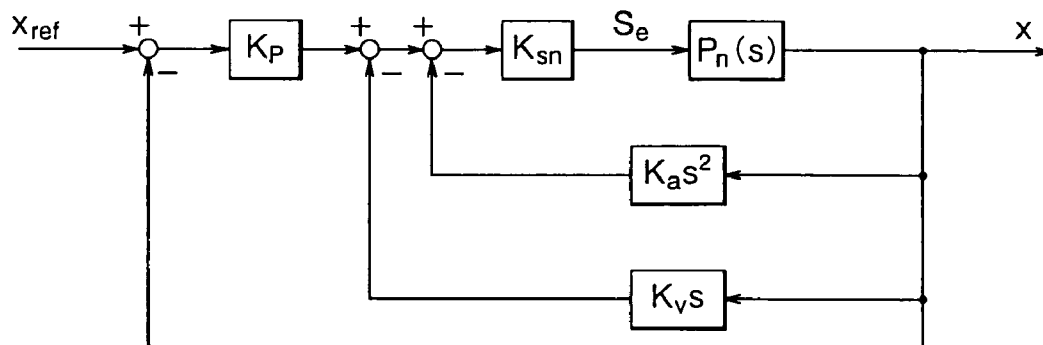 x_ref + − K_P + − + − K_sn S_e P_n(s) x
K_a s²
K_v s